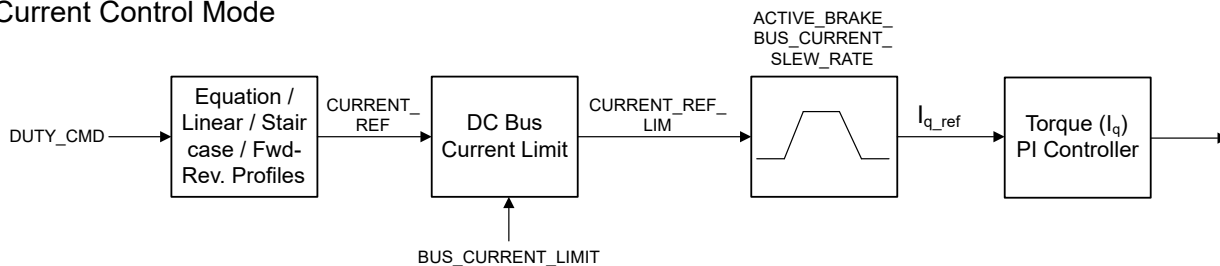 Current Control Mode
ACTIVE_BRAKE_
BUS_CURRENT_
SLEW_RATE
DUTY_CMD
Equation /
Linear / Stair
case / Fwd-
Rev. Profiles
CURRENT_
REF
DC Bus
Current Limit
CURRENT_REF_
LIM
Iq_ref
Torque (Iq)
PI Controller
BUS_CURRENT_LIMIT